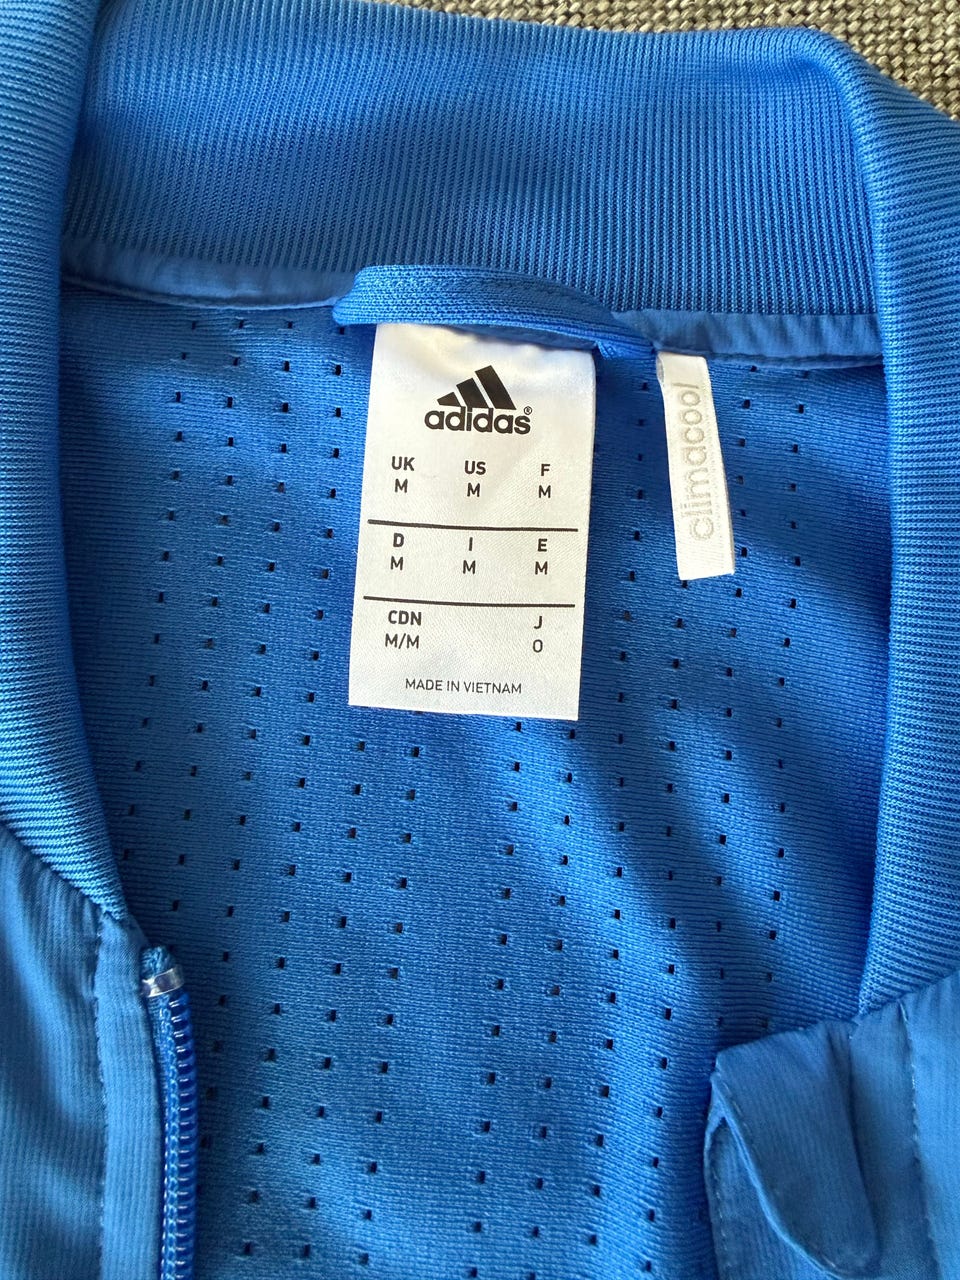 adidas®
UK US F
M M M
D I E
M M M
CDN J
M/M O
MADE IN VIETNAM
climacool